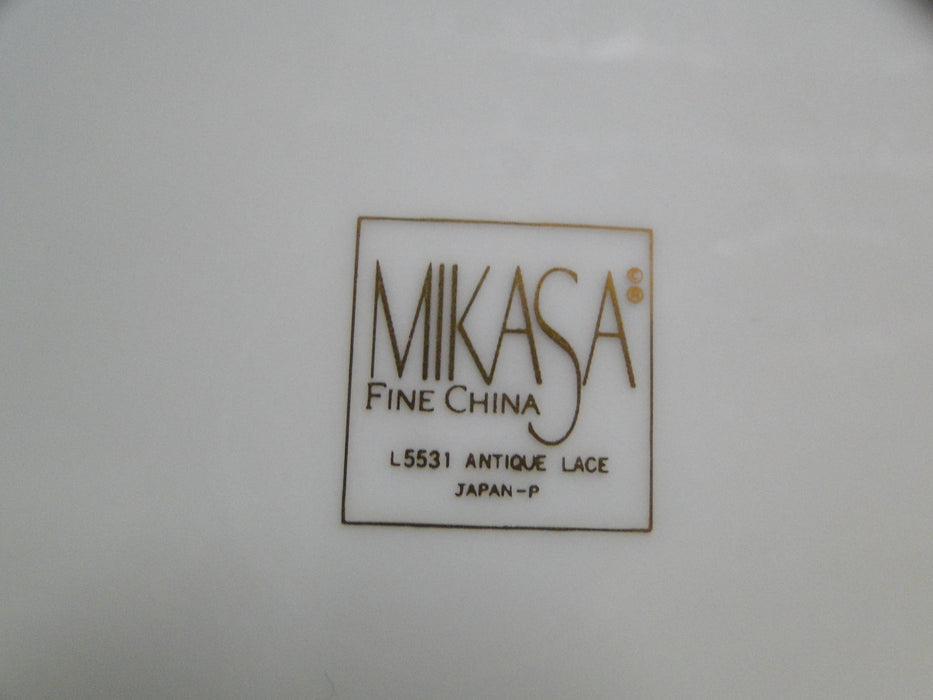 MIKASA ©
®
FINE CHINA
L5531 ANTIQUE LACE
JAPAN-P